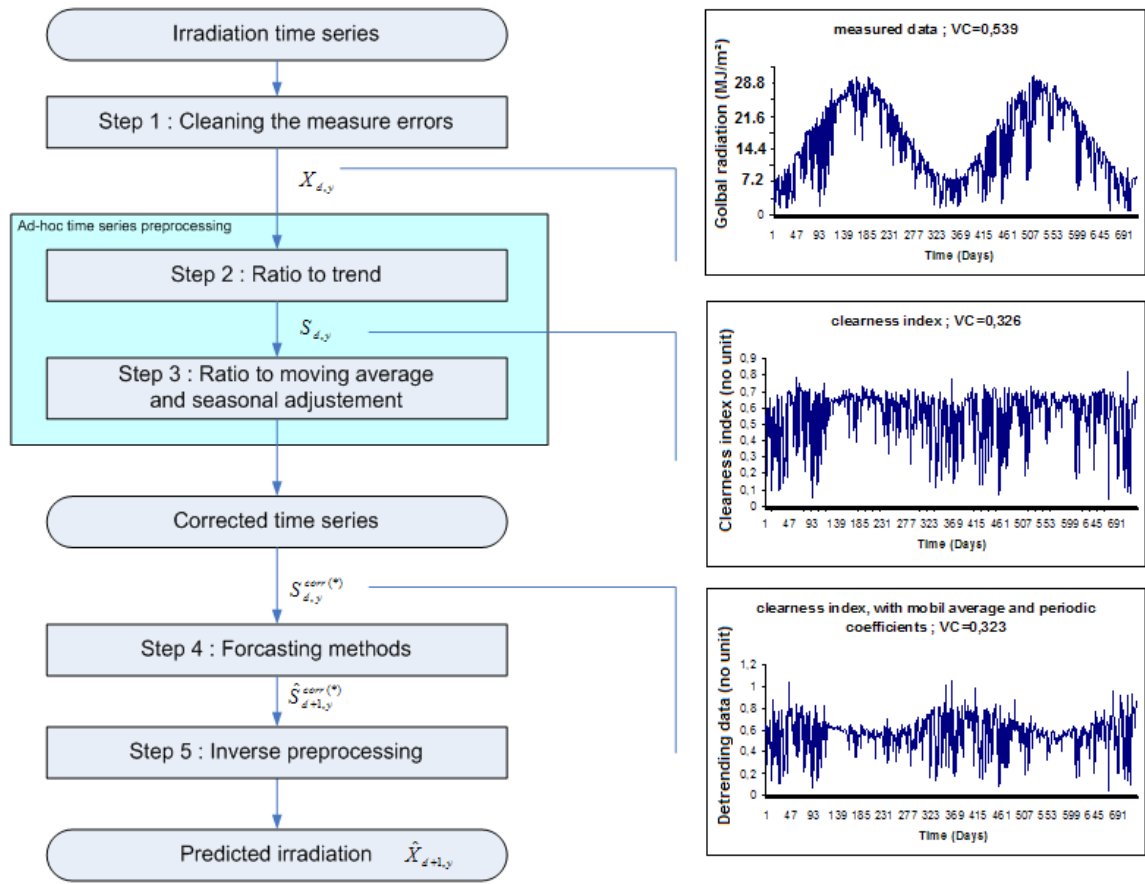 Irradiation time series
Step 1 : Cleaning the measure errors
X d,y
Ad-hoc time series preprocessing
Step 2 : Ratio to trend
S d,y
Step 3 : Ratio to moving average
and seasonal adjustement
Corrected time series
S corr(*) d,y
Step 4 : Forcasting methods
Ŝ corr(*) d+1,y
Step 5 : Inverse preprocessing
Predicted irradiation X̂ d+1,y
measured data ; VC=0,539
Golbal radiation (MJ/m²)
28.8
21.6
14.4
7.2
0
1 47 93 139 185 231 277 323 369 415 461 507 553 599 645 691
Time (Days)
clearness index ; VC=0,326
Clearness index (no unit)
0,9
0,8
0,7
0,6
0,5
0,4
0,3
0,2
0,1
0
1 47 93 139 185 231 277 323 369 415 461 507 553 599 645 691
Time (Days)
clearness index, with mobil average and periodic
coefficients ; VC=0,323
Detrending data (no unit)
1,2
1
0,8
0,6
0,4
0,2
0
1 47 93 139 185 231 277 323 369 415 461 507 553 599 645 691
Time (Days)